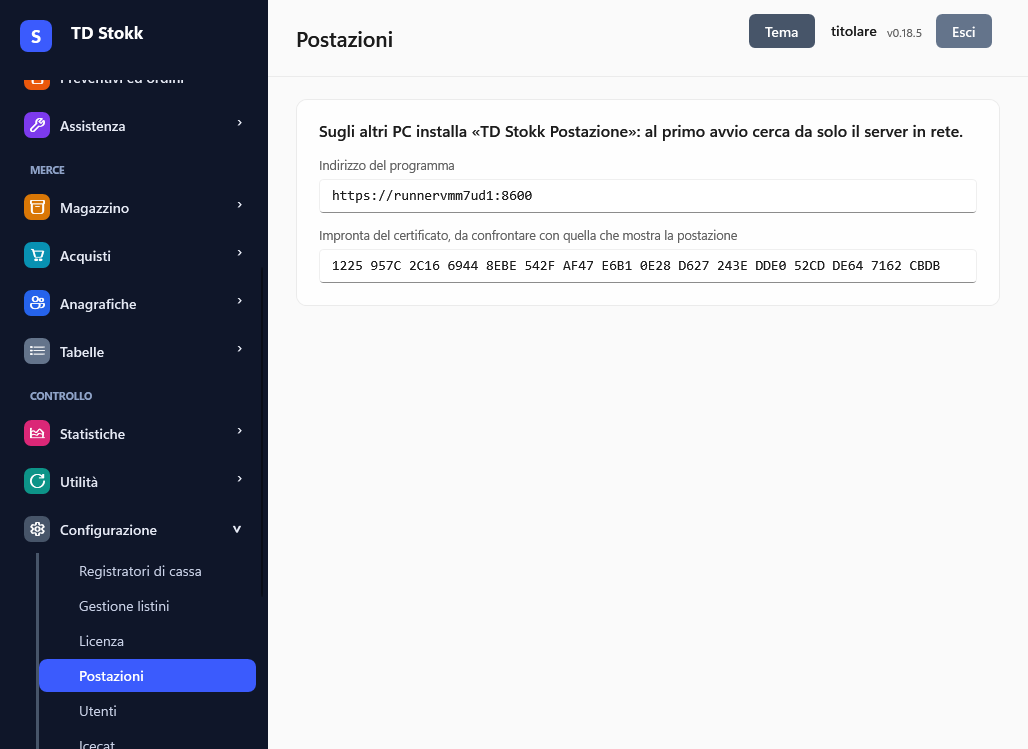 S
TD Stokk
Preventivi ed ordini
Assistenza
MERCE
Magazzino
Acquisti
Anagrafiche
Tabelle
CONTROLLO
Statistiche
Utilità
Configurazione
Registratori di cassa
Gestione listini
Licenza
Postazioni
Utenti
Icecat
Postazioni
Tema
titolare
v0.18.5
Esci
Sugli altri PC installa «TD Stokk Postazione»: al primo avvio cerca da solo il server in rete.
Indirizzo del programma
https://runnervmm7ud1:8600
Impronta del certificato, da confrontare con quella che mostra la postazione
1225 957C 2C16 6944 8EBE 542F AF47 E6B1 0E28 D627 243E DDE0 52CD DE64 7162 CBDB